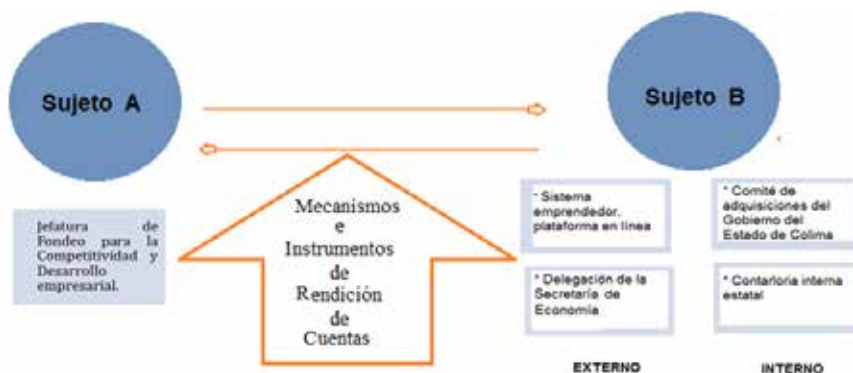 Sujeto A
Sujeto B
Jefatura de
Fondeo para la
Competitividad y
Desarrollo
empresarial.
Mecanismos
e
Instrumentos
de
Rendición
de
Cuentas
- Sistema
emprendedor,
plataforma en línea
* Comité de
adquisiciones del
Gobierno del
Estado de Colima
* Delegación de la
Secretaría de
Economía
* Contarloria interna
estatal
EXTERNO
INTERNO